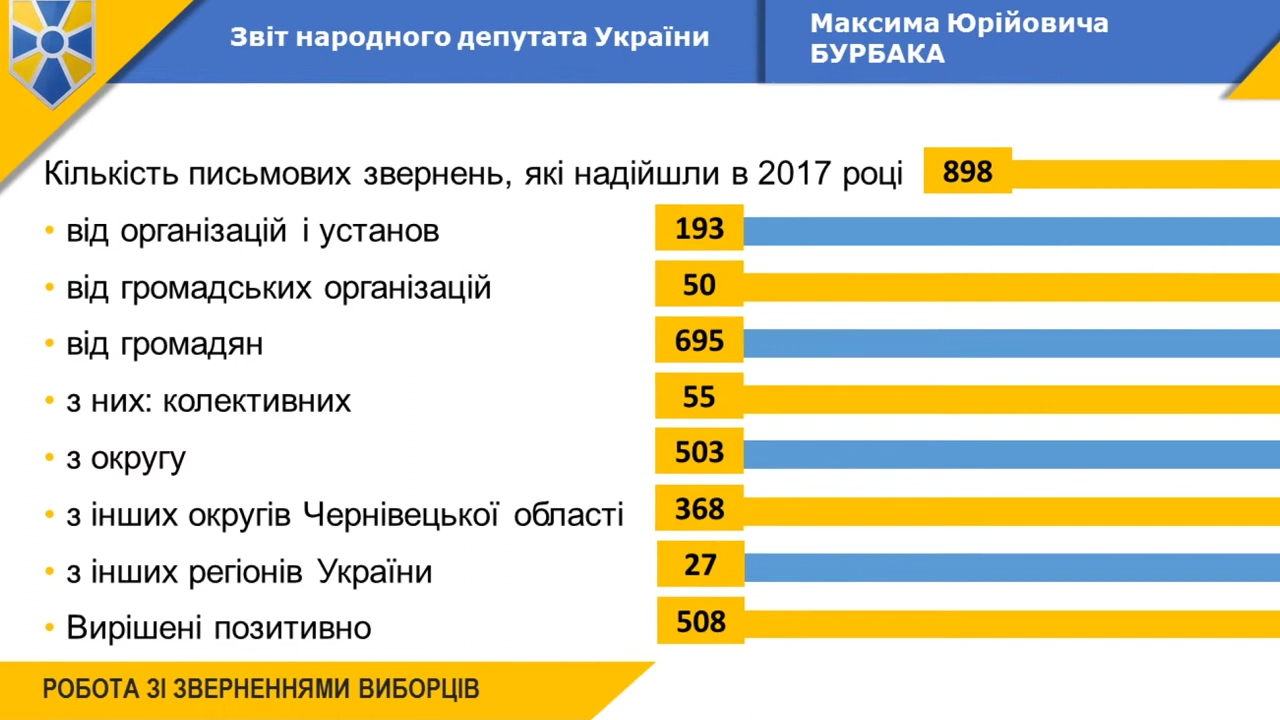 Звіт народного депутата України
Максима Юрійовича
БУРБАКА
Кількість письмових звернень, які надійшли в 2017 році 898
• від організацій і установ 193
• від громадських організацій 50
• від громадян 695
• з них: колективних 55
• з округу 503
• з інших округів Чернівецької області 368
• з інших регіонів України 27
• Вирішені позитивно 508
РОБОТА ЗІ ЗВЕРНЕННЯМИ ВИБОРЦІВ